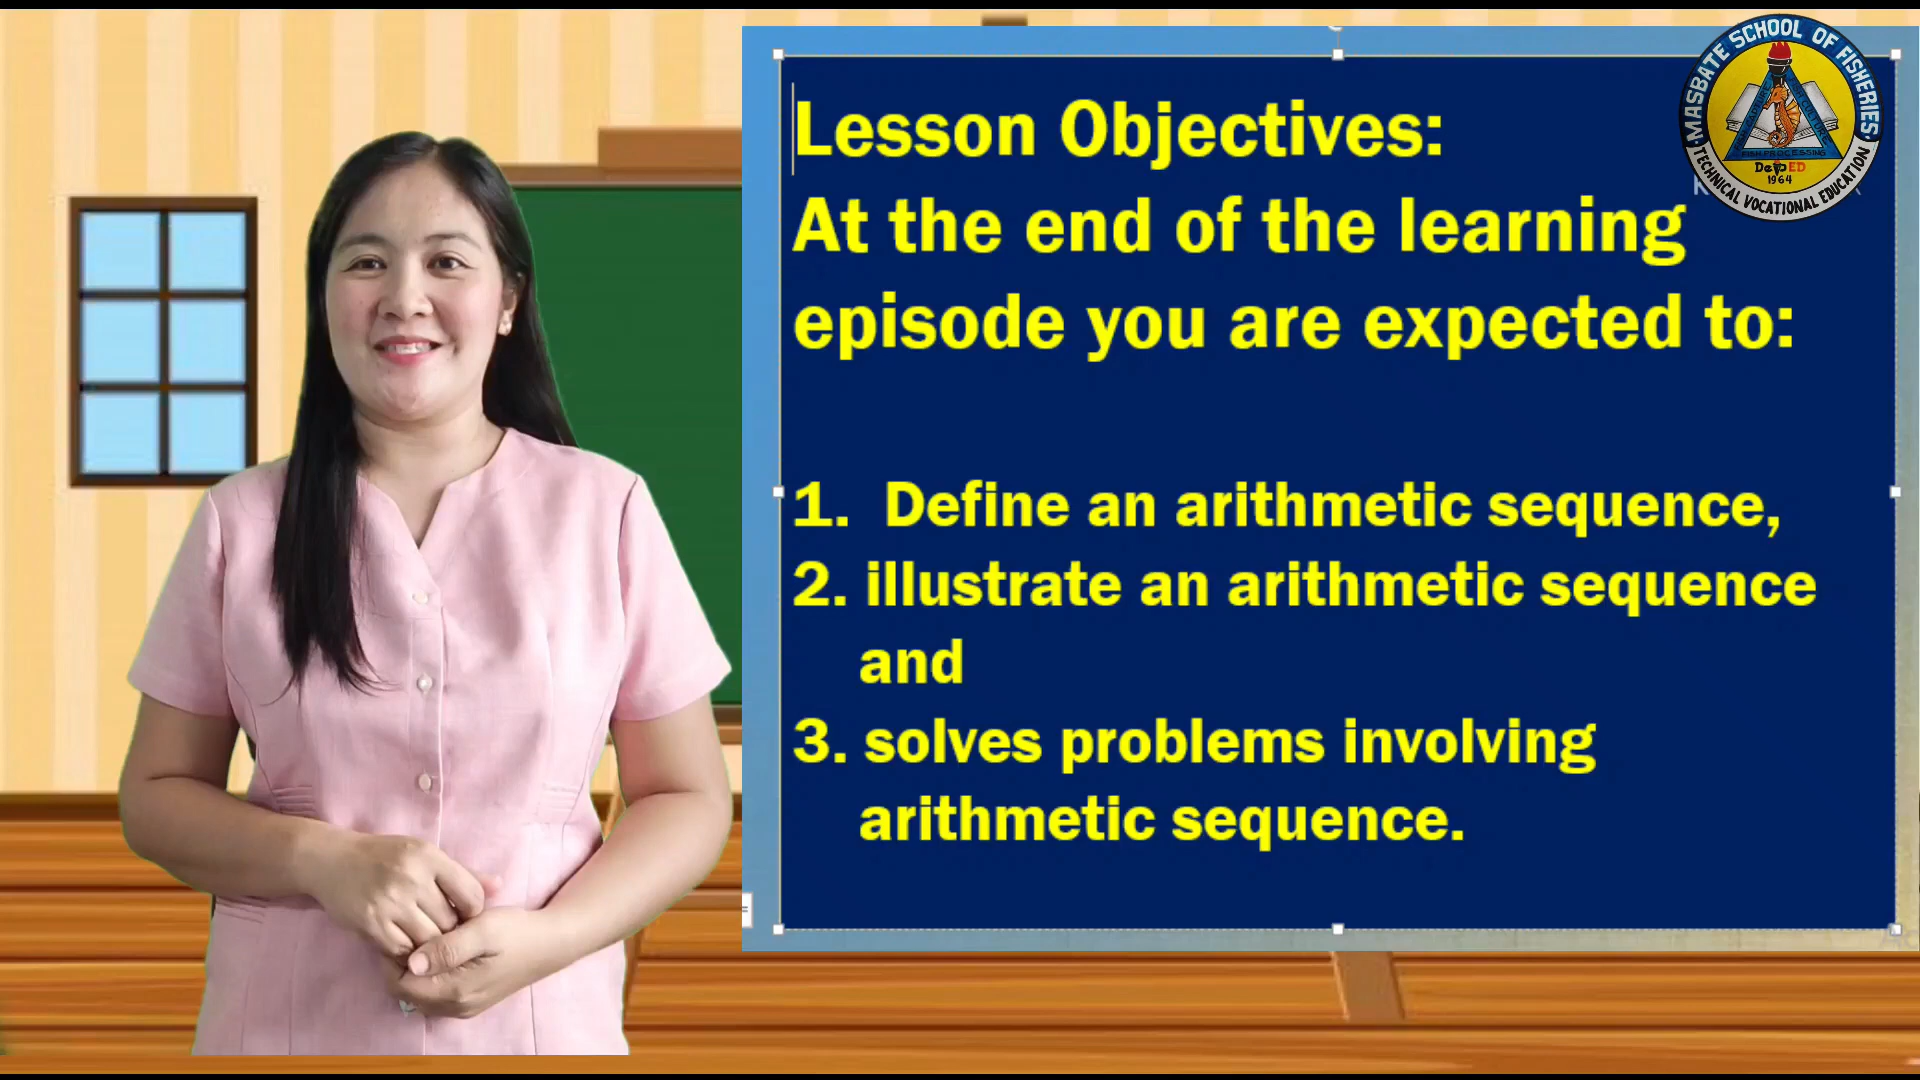 Lesson Objectives:
At the end of the learning
episode you are expected to:
1. Define an arithmetic sequence,
2. illustrate an arithmetic sequence
and
3. solves problems involving
arithmetic sequence.
MASBATE SCHOOL OF FISHERIES
FISH PROCESSING
DepED
1964
TECHNICAL VOCATIONAL EDUCATION